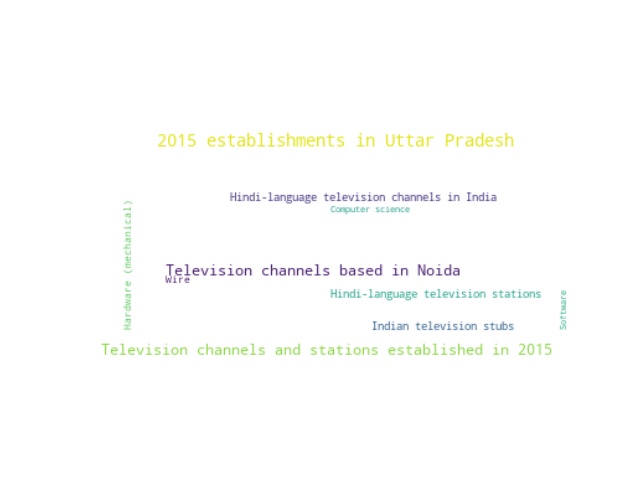 2015 establishments in Uttar Pradesh
Hindi-language television channels in India
Computer science
Hardware (mechanical)
Television channels based in Noida
Wire
Hindi-language television stations
Software
Indian television stubs
Television channels and stations established in 2015